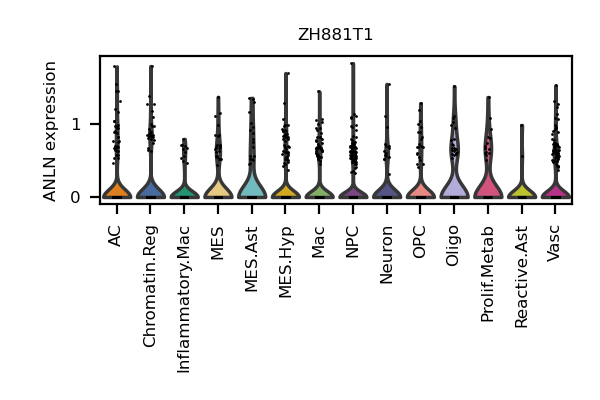 ZH881T1
ANLN expression
1
0
AC
Chromatin.Reg
Inflammatory.Mac
MES
MES.Ast
MES.Hyp
Mac
NPC
Neuron
OPC
Oligo
Prolif.Metab
Reactive.Ast
Vasc